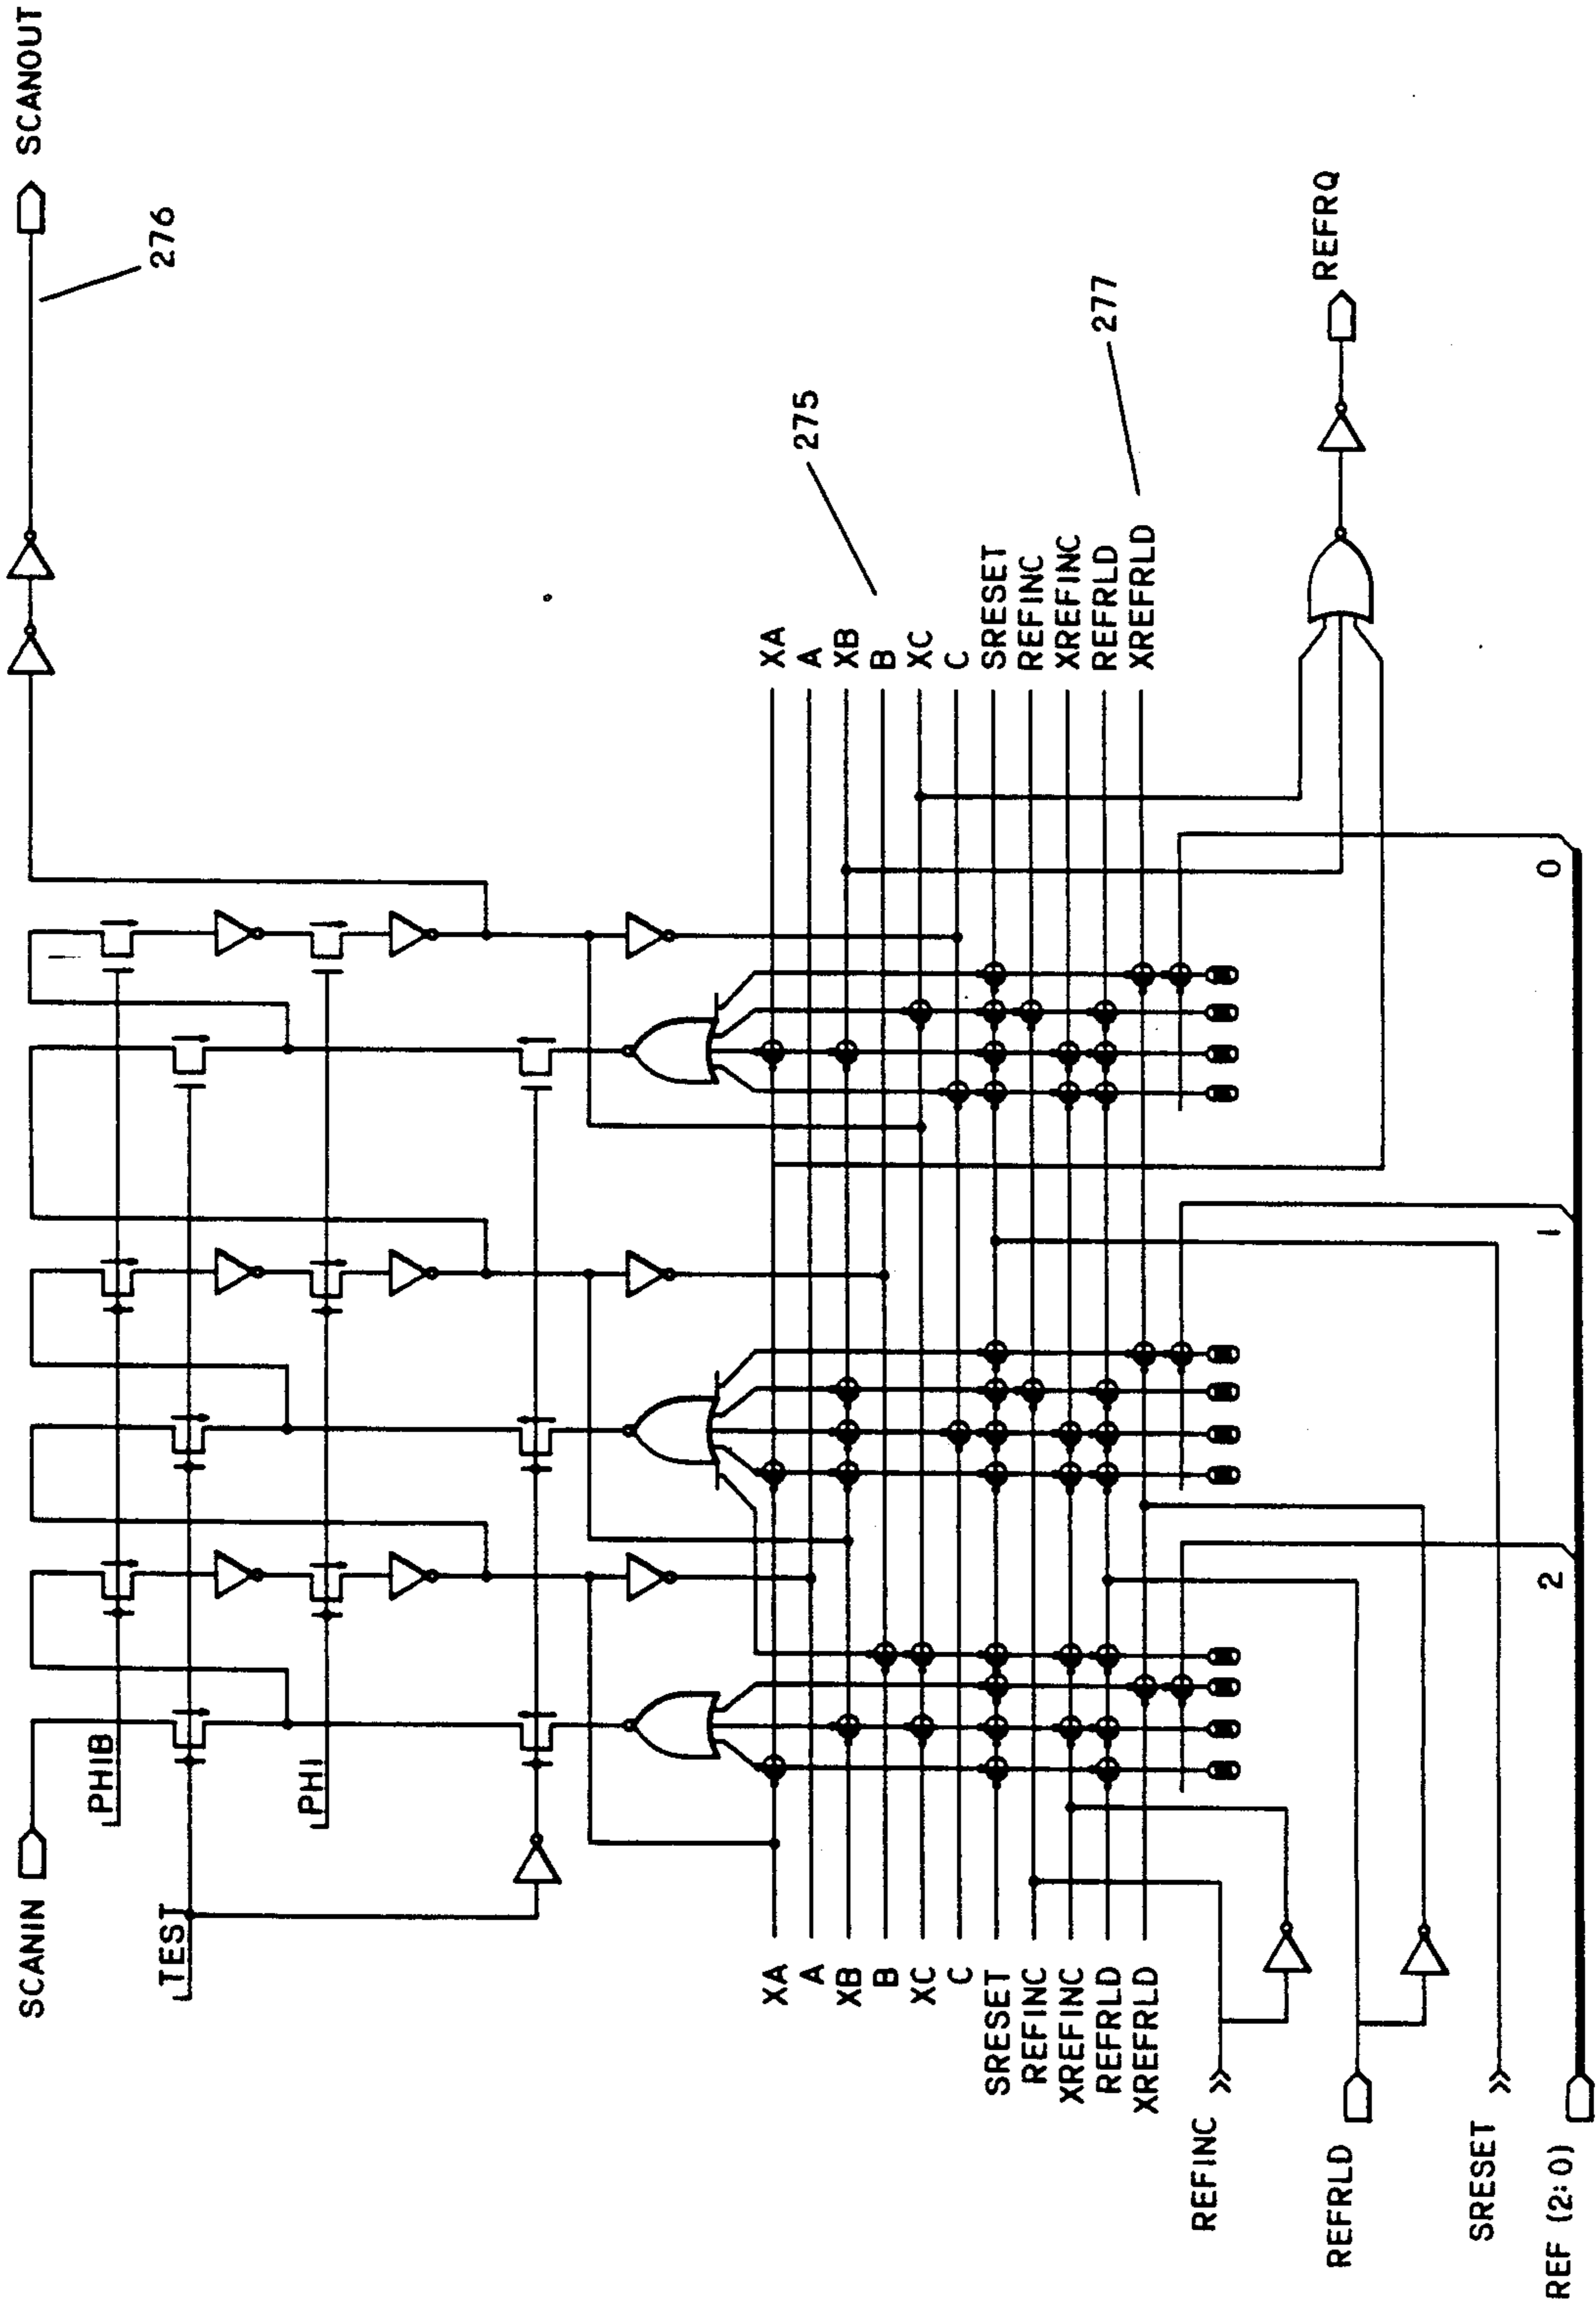 SCANIN
SCANOUT
276
PHIB
TEST
PHI
XA
A
XB
B
XC
C
SRESET
REFINC
XREFINC
REFRLD
XREFRLD
XA
A
XB
B
XC
C
SRESET
REFINC
XREFINC
REFRLD
XREFRLD
275
277
REFINC
REFRLD
SRESET
REF (2:0)
2
1
0
REFRQ